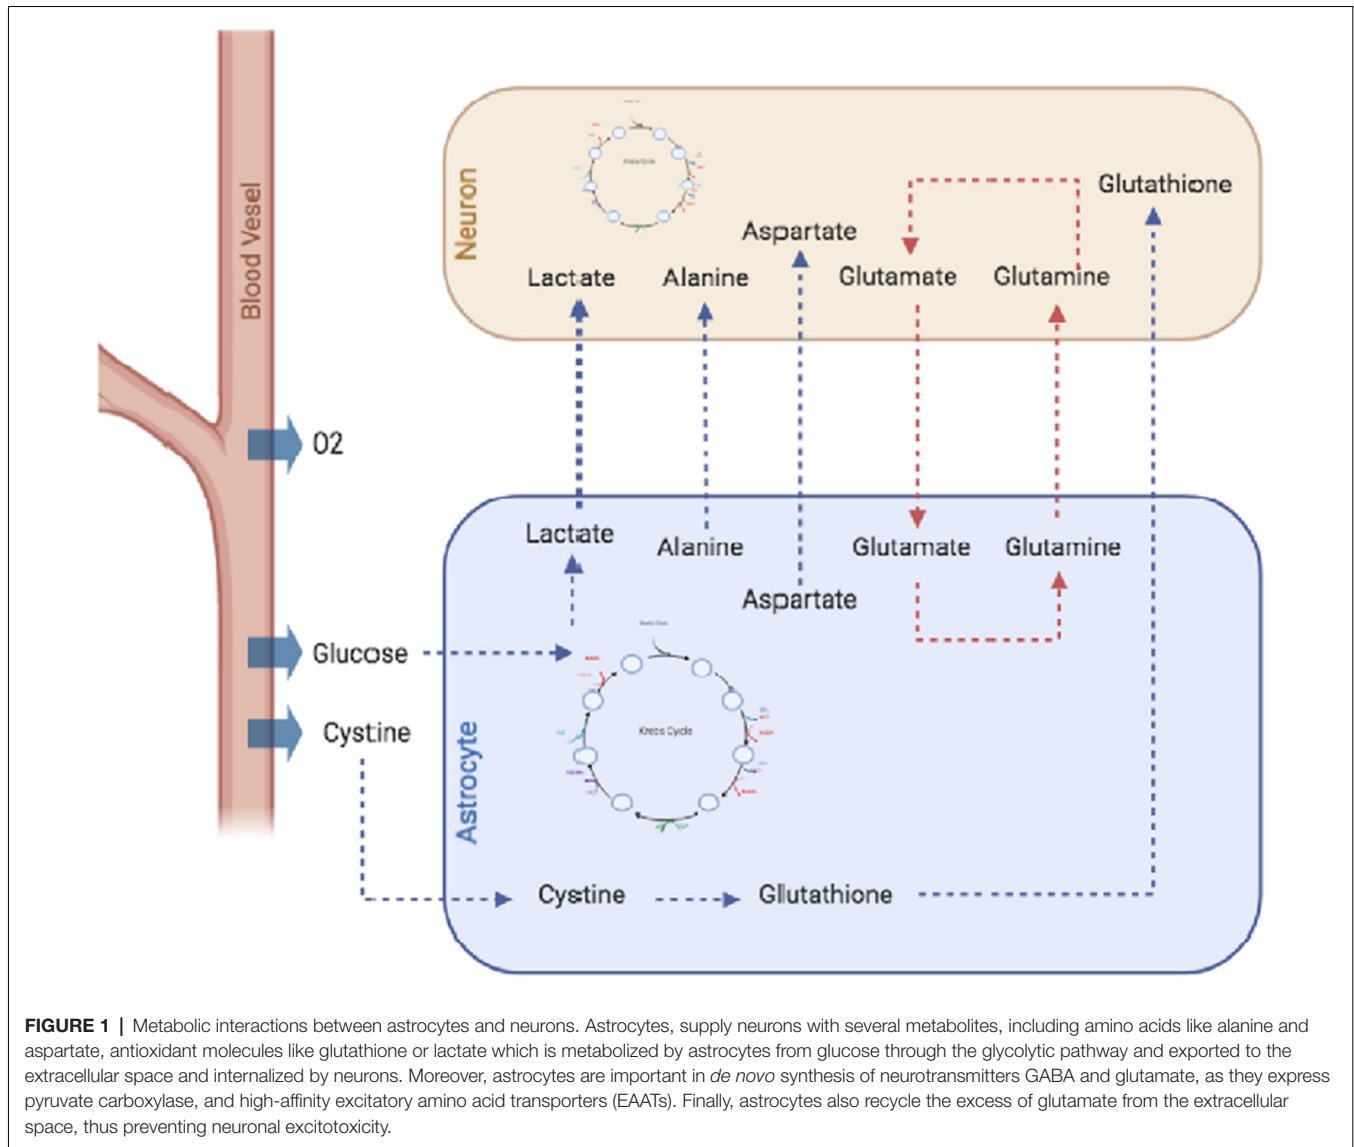 Blood Vesel
Neuron
Krebs Cycle
Glutathione
Aspartate
Lactate
Alanine
Glutamate
Glutamine
O2
Lactate
Alanine
Glutamate
Glutamine
Aspartate
Glucose
Cystine
Krebs Cycle
Astrocyte
Cystine
Gllutathione
FIGURE 1 | Metabolic interactions between astrocytes and neurons. Astrocytes, supply neurons with several metabolites, including amino acids like alanine and
aspartate, antioxidant molecules like glutathione or lactate which is metabolized by astrocytes from glucose through the glycolytic pathway and exported to the
extracellular space and internalized by neurons. Moreover, astrocytes are important in de novo synthesis of neurotransmitters GABA and glutamate, as they express
pyruvate carboxylase, and high-affinity excitatory amino acid transporters (EAATs). Finally, astrocytes also recycle the excess of glutamate from the extracellular
space, thus preventing neuronal excitotoxicity.